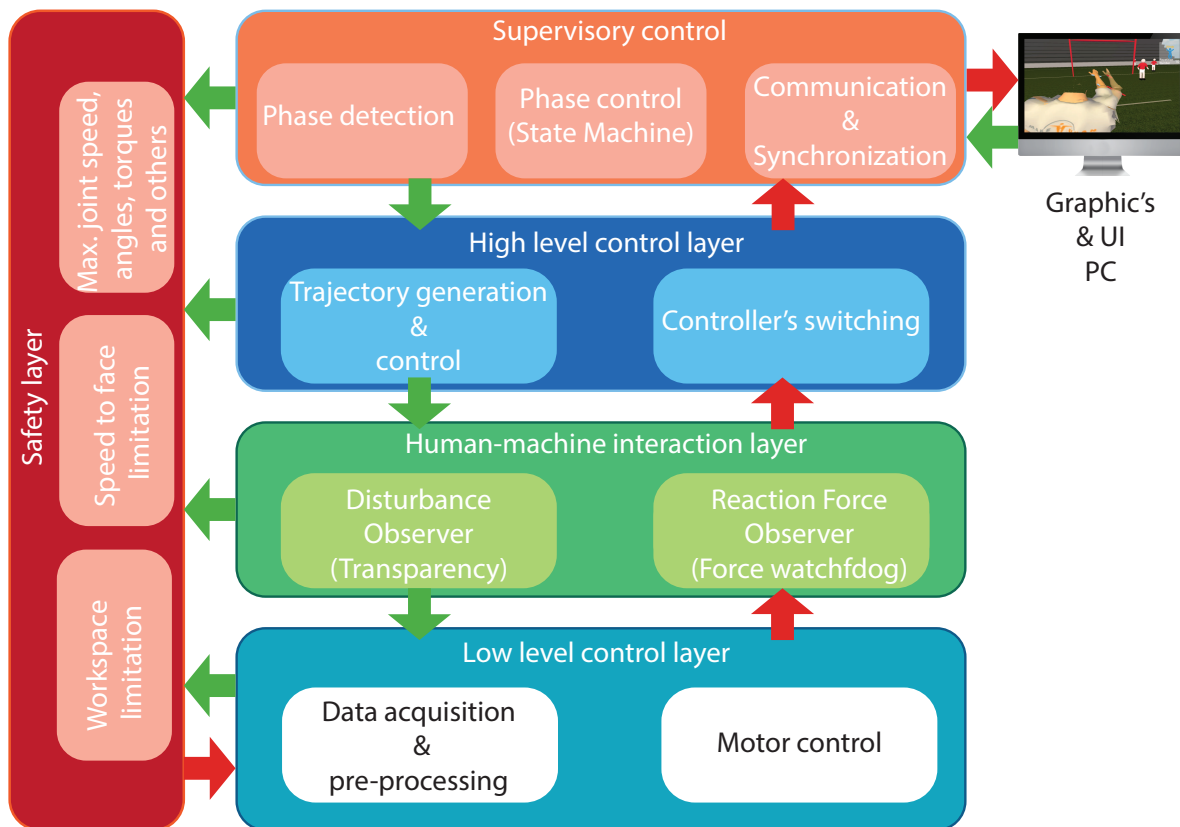 Supervisory control
Phase detection
Phase control
(State Machine)
Communication
&
Synchronization
Graphic's
& UI
PC
High level control layer
Trajectory generation
&
control
Controller's switching
Human-machine interaction layer
Disturbance
Observer
(Transparency)
Reaction Force
Observer
(Force watchfdog)
Low level control layer
Data acquisition
&
pre-processing
Motor control
Safety layer
Max. joint speed,
angles, torques
and others
Speed to face
limitation
Workspace
limitation